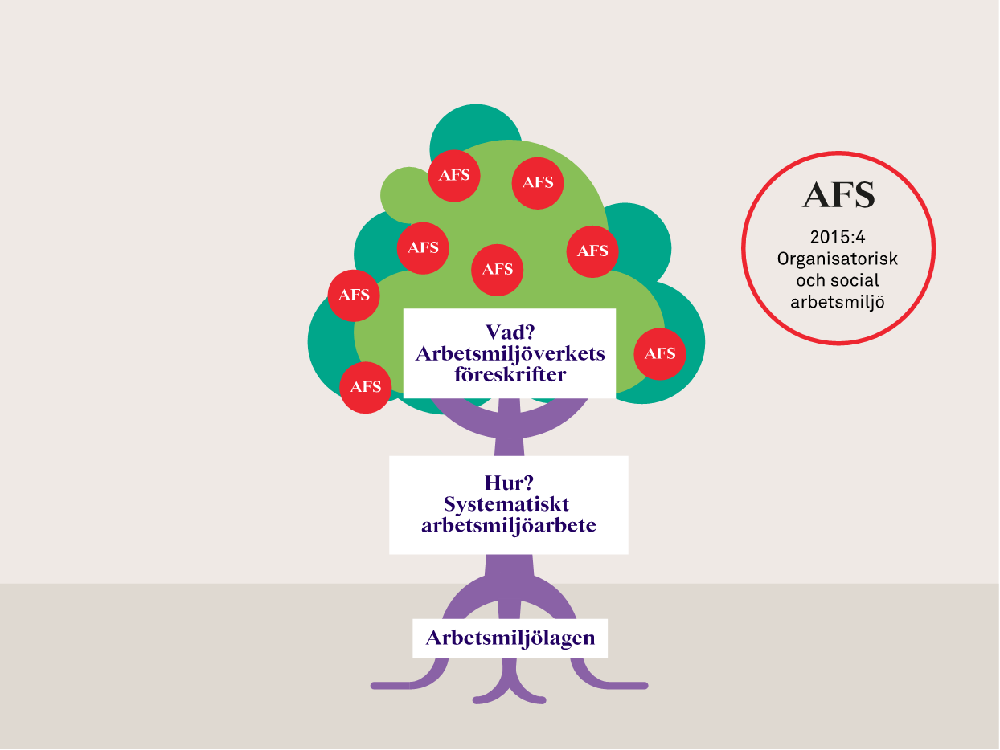 AFS
AFS
AFS
AFS
AFS
AFS
AFS
AFS
Vad?
Arbetsmiljöverkets
föreskrifter
Hur?
Systematiskt
arbetsmiljöarbete
Arbetsmiljölagen
AFS
2015:4
Organisatorisk
och social
arbetsmiljö